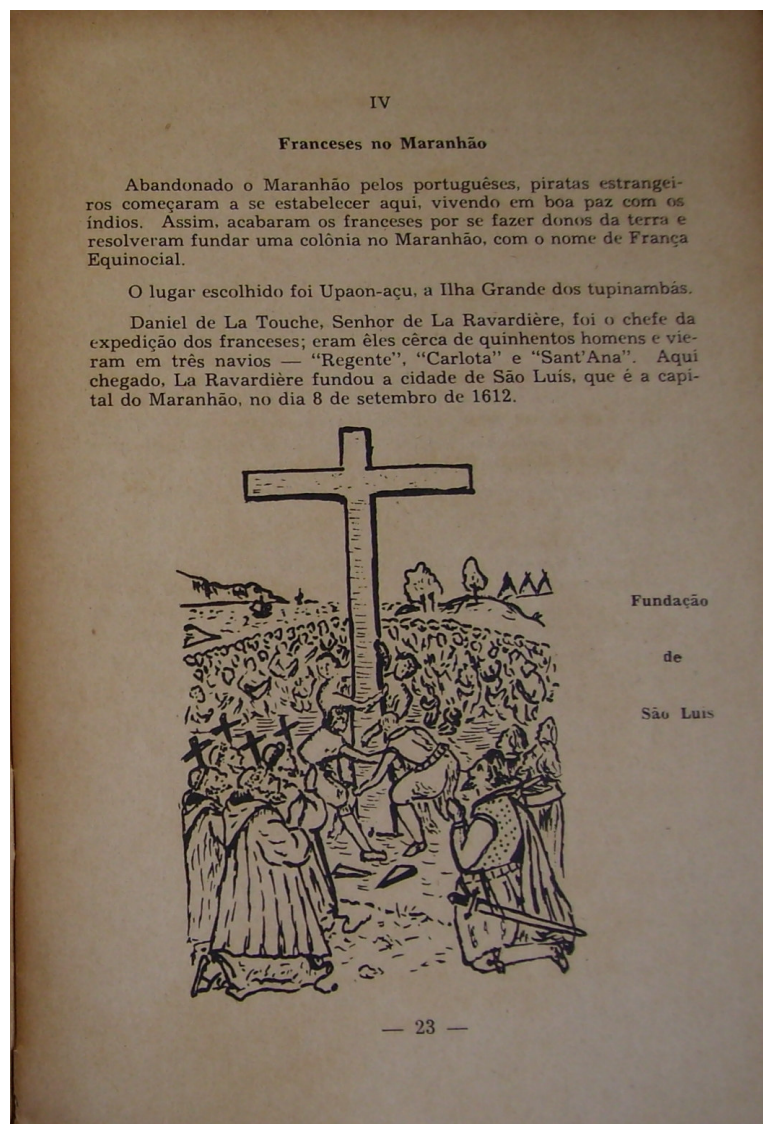 IV
Franceses no Maranhão
Abandonado o Maranhão pelos portuguêses, piratas estrangei-
ros começaram a se estabelecer aqui, vivendo em boa paz com os
índios. Assim, acabaram os franceses por se fazer donos da terra e
resolveram fundar uma colônia no Maranhão, com o nome de França
Equinocial.
O lugar escolhido foi Upaon-açu, a Ilha Grande dos tupinambás.
Daniel de La Touche, Senhor de La Ravardière, foi o chefe da
expedição dos franceses; eram êles cêrca de quinhentos homens e vie-
ram em três navios — “Regente”, “Carlota” e “Sant'Ana”. Aqui
chegado, La Ravardière fundou a cidade de São Luís, que é a capi-
tal do Maranhão, no dia 8 de setembro de 1612.
Fundação
de
São Luís
— 23 —